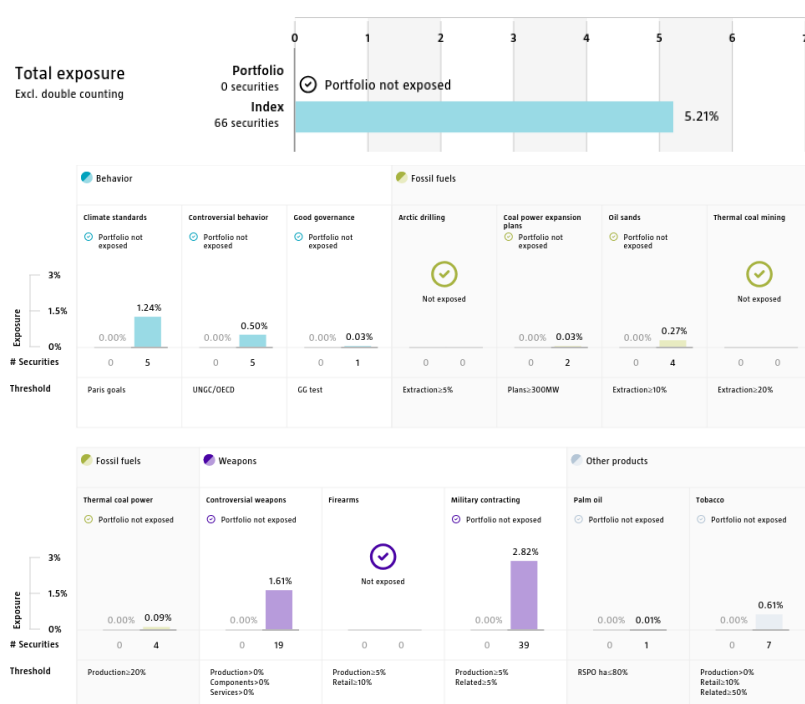 0 1 2 3 4 5 6 7
Total exposure
Excl. double counting
Portfolio
0 securities
Portfolio not exposed
Index
66 securities
5.21%
Behavior
Fossil fuels
Climate standards
Controversial behavior
Good governance
Arctic drilling
Coal power expansion
plans
Oil sands
Thermal coal mining
Portfolio not
exposed
Portfolio not
exposed
Portfolio not
exposed
Portfolio not
exposed
Portfolio not
exposed
Not exposed
Not exposed
Exposure
3%
1.5%
0%
0.00% 1.24%
0.00% 0.50%
0.00% 0.03%
0.00% 0.03%
0.00% 0.27%
# Securities 0 5 0 5 0 1 0 0 0 2 0 4 0 0
Threshold Paris goals UNGC/OECD GG test Extraction≥5% Plans≥300MW Extraction≥10% Extraction≥20%
Fossil fuels
Weapons
Other products
Thermal coal power
Controversial weapons
Firearms
Military contracting
Palm oil
Tobacco
Portfolio not exposed
Portfolio not exposed
Portfolio not exposed
Portfolio not exposed
Portfolio not exposed
Not exposed
Exposure
3%
1.5%
0%
0.00% 0.09%
0.00% 1.61%
0.00% 2.82%
0.00% 0.01%
0.00% 0.61%
# Securities 0 4 0 19 0 0 0 39 0 1 0 7
Threshold
Production≥20%
Production>0%
Components>0%
Services>0%
Production≥5%
Retail≥10%
Production≥5%
Related≥5%
RSPO ha≤80%
Production>0%
Retail≥10%
Related≥50%